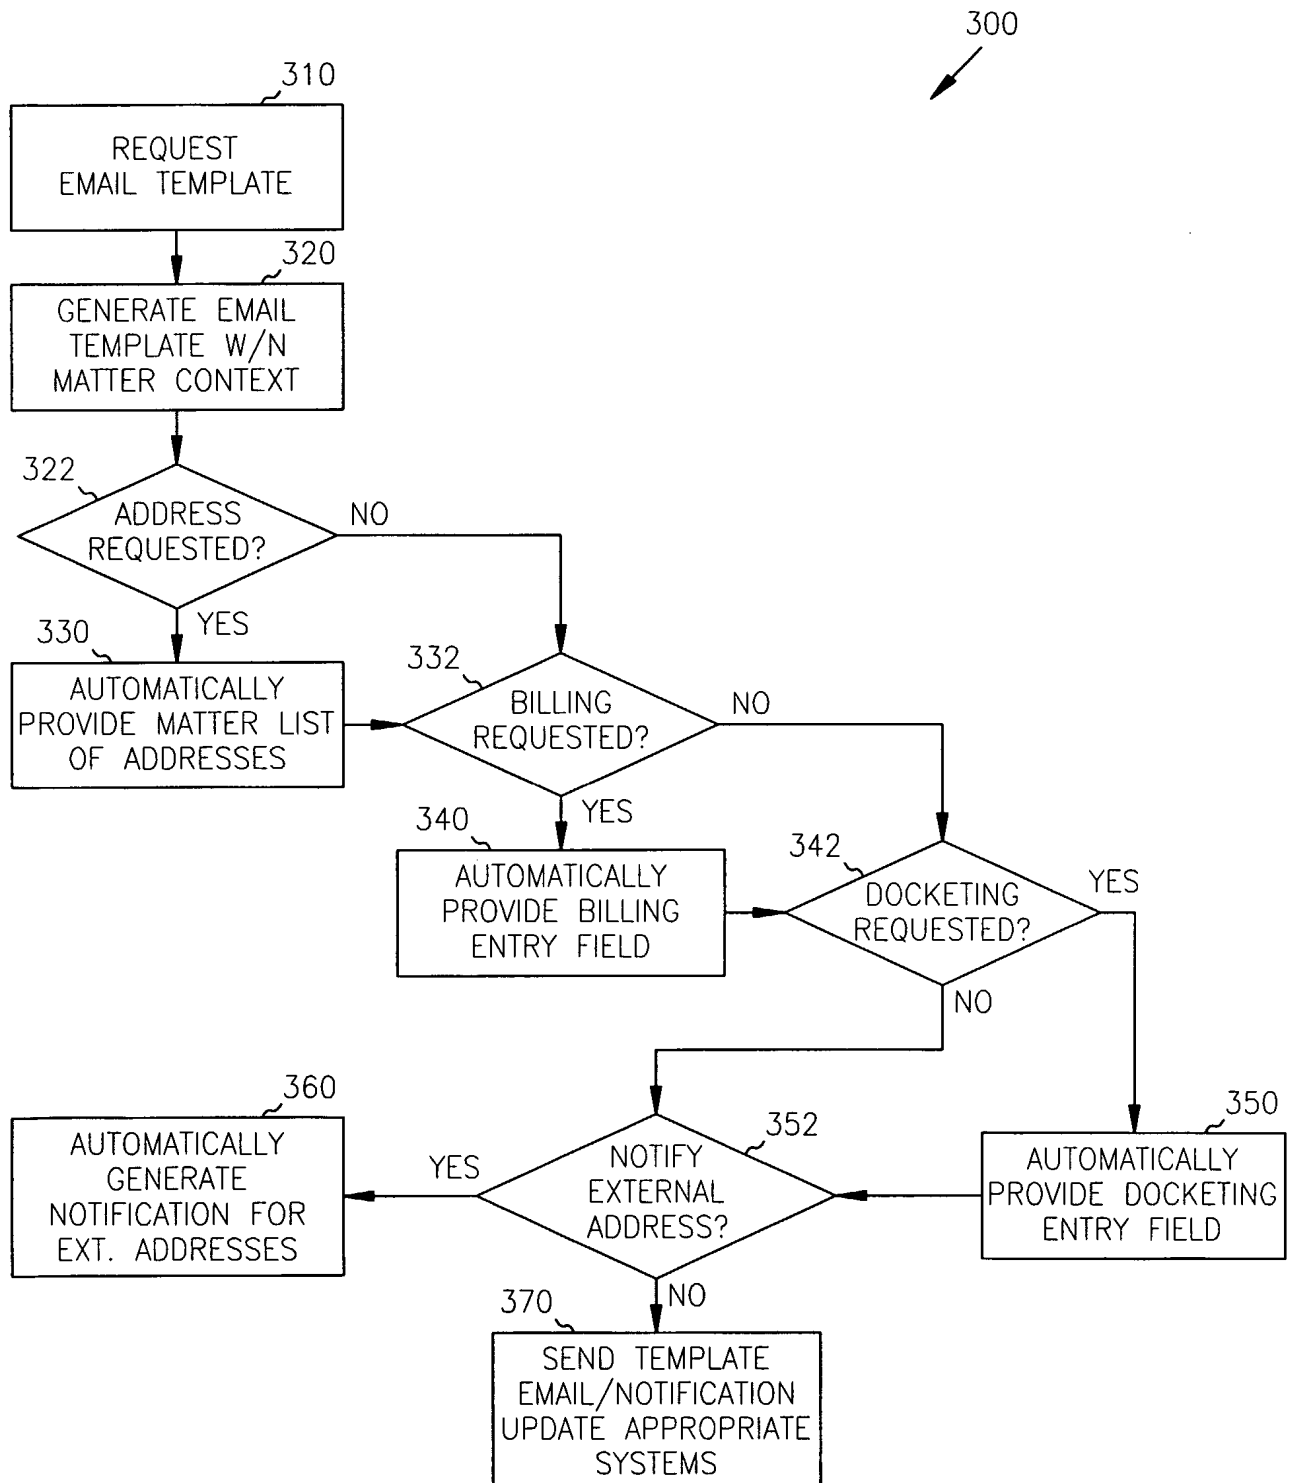 300
310
REQUEST
EMAIL TEMPLATE
320
GENERATE EMAIL
TEMPLATE W/N
MATTER CONTEXT
322
ADDRESS
REQUESTED?
NO
YES
330
AUTOMATICALLY
PROVIDE MATTER LIST
OF ADDRESSES
332
BILLING
REQUESTED?
NO
YES
340
AUTOMATICALLY
PROVIDE BILLING
ENTRY FIELD
342
DOCKETING
REQUESTED?
YES
NO
350
AUTOMATICALLY
PROVIDE DOCKETING
ENTRY FIELD
352
NOTIFY
EXTERNAL
ADDRESS?
YES
NO
360
AUTOMATICALLY
GENERATE
NOTIFICATION FOR
EXT. ADDRESSES
370
SEND TEMPLATE
EMAIL/NOTIFICATION
UPDATE APPROPRIATE
SYSTEMS